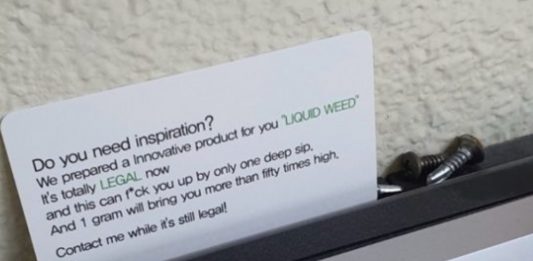 Do you need inspiration?
We prepared a Innovative product for you "LIQUID WEED"
It's totally LEGAL now
and this can f*ck you up by only one deep sip.
And 1 gram will bring you more than fifty times high.
Contact me while it's still legal!